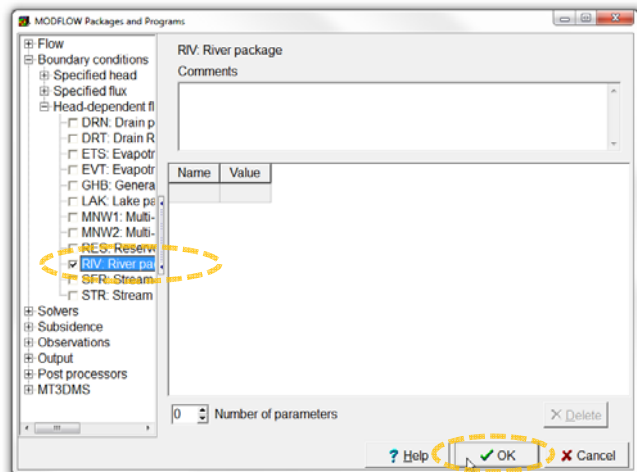 MODFLOW Packages and Programs
Flow
Boundary conditions
Specified head
Specified flux
Head-dependent fl
DRN: Drain p
DRT: Drain R
ETS: Evapotr
EVT: Evapotr
GHB: Genera
LAK: Lake pa
MNW1: Multi-
MNW2: Multi-
RES: Reserve
RIV: River pac
SFR: Stream
STR: Stream
Solvers
Subsidence
Observations
Output
Post processors
MT3DMS
RIV: River package
Comments
Name Value
0 Number of parameters
Delete
? Help
OK
Cancel